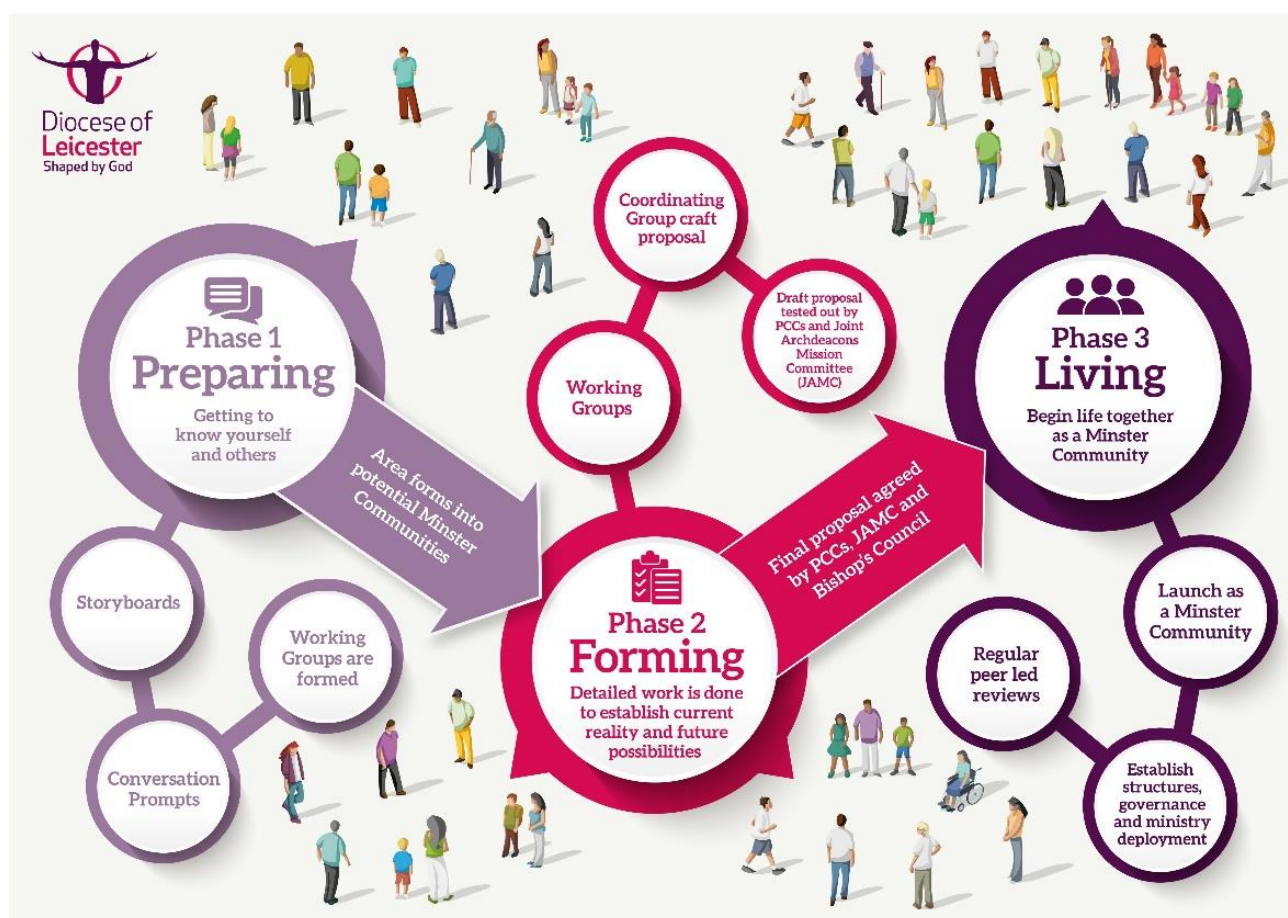 Diocese of
Leicester
Shaped by God
Phase 1
Preparing
Getting to
know yourself
and others
Storyboards
Conversation
Prompts
Working
Groups are
formed
Area forms into
potential Minster
Communities
Phase 2
Forming
Detailed work is done
to establish current
reality and future
possibilities
Working
Groups
Coordinating
Group craft
proposal
Draft proposal
tested out by
PCCs and Joint
Archdeacons
Mission
Committee
(JAMC)
Final proposal agreed
by PCCs, JAMC and
Bishop's Council
Phase 3
Living
Begin life together
as a Minster
Community
Launch as
a Minster
Community
Establish
structures,
governance
and ministry
deployment
Regular
peer led
reviews